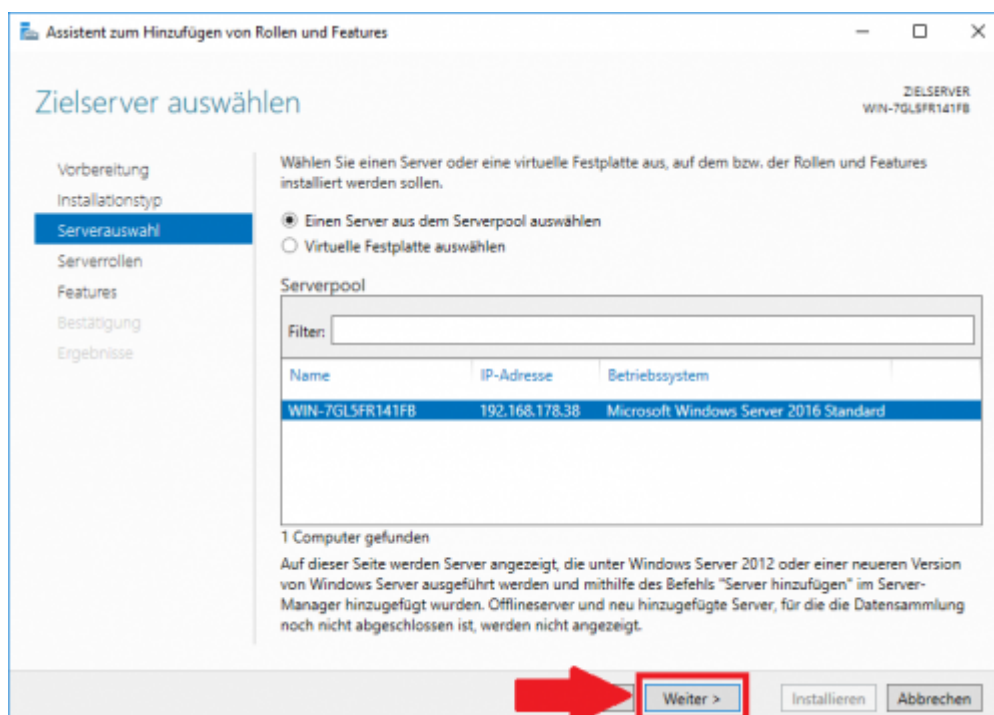 Assistent zum Hinzufügen von Rollen und Features
Zielserver auswählen
ZIELSERVER
WIN-7GL5FR141FB
Vorbereitung
Installationstyp
Serverauswahl
Serverrollen
Features
Bestätigung
Ergebnisse
Wählen Sie einen Server oder eine virtuelle Festplatte aus, auf dem bzw. der Rollen und Features
installiert werden sollen.
Einen Server aus dem Serverpool auswählen
Virtuelle Festplatte auswählen
Serverpool
Filter:
Name IP-Adresse Betriebssystem
WIN-7GL5FR141FB 192.168.178.38 Microsoft Windows Server 2016 Standard
1 Computer gefunden
Auf dieser Seite werden Server angezeigt, die unter Windows Server 2012 oder einer neueren Version
von Windows Server ausgeführt werden und mithilfe des Befehls "Server hinzufügen" im Server-
Manager hinzugefügt wurden. Offlineserver und neu hinzugefügte Server, für die die Datensammlung
noch nicht abgeschlossen ist, werden nicht angezeigt.
Weiter > Installieren Abbrechen